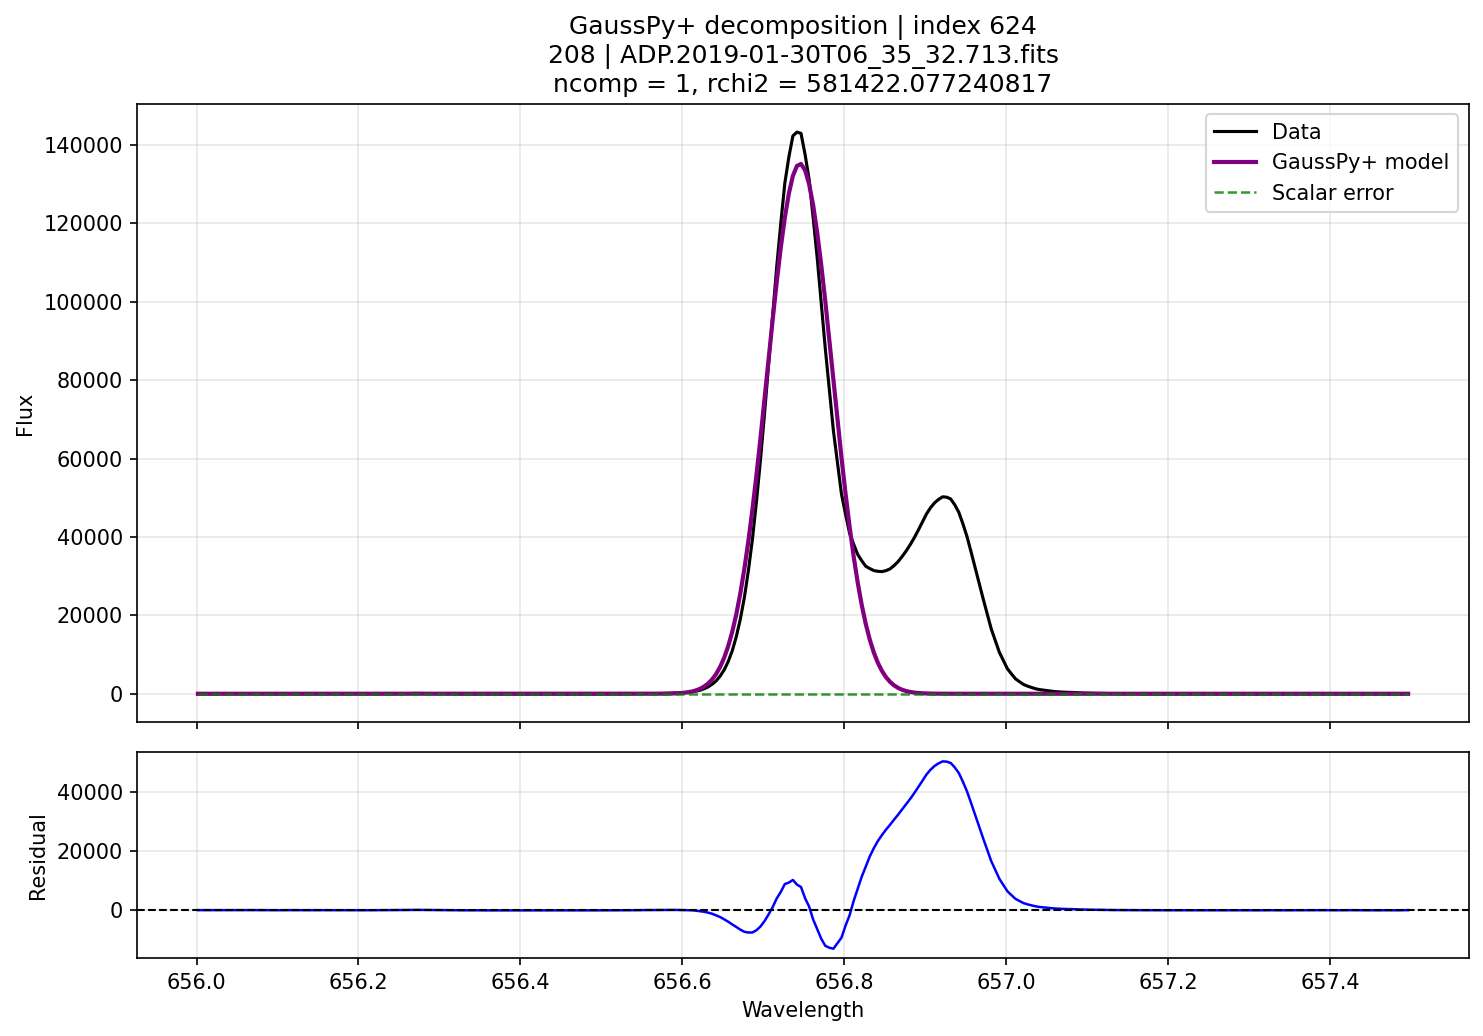 GaussPy+ decomposition | index 624
208 | ADP.2019-01-30T06_35_32.713.fits
ncomp = 1, rchi2 = 581422.077240817
Data
GaussPy+ model
Scalar error
Flux
140000
120000
100000
80000
60000
40000
20000
0
Residual
40000
20000
0
656.0 656.2 656.4 656.6 656.8 657.0 657.2 657.4
Wavelength